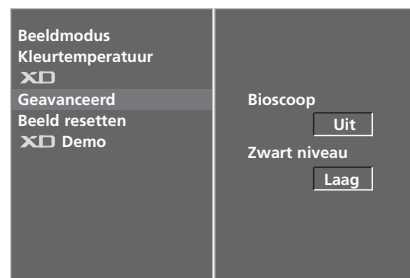 Beeldmodus
Kleurtemperatuur
XD
Geavanceerd
Beeld resetten
XD Demo
Bioscoop
Uit
Zwart niveau
Laag